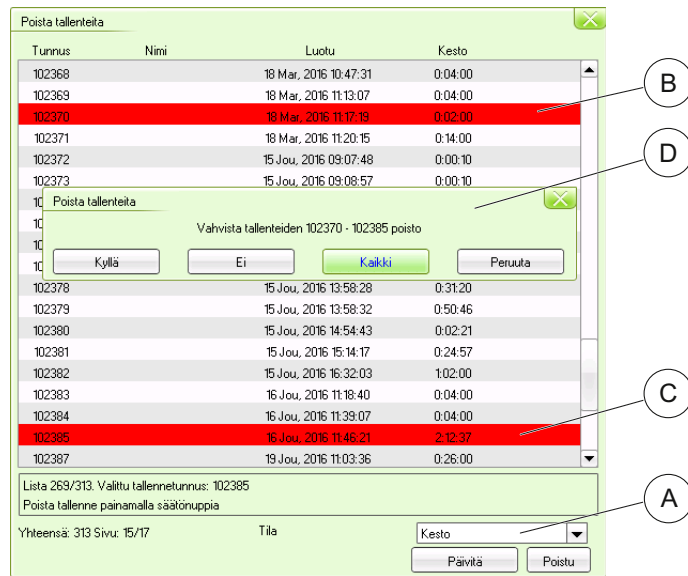 Poista tallenteita
Tunnus Nimi Luotu Kesto
102368 18 Mar, 2016 10:47:31 0:04:00
102369 18 Mar, 2016 11:13:07 0:04:00
102370 18 Mar, 2016 11:17:19 0:02:00
B
102371 18 Mar, 2016 11:20:15 0:14:00
102372 15 Jou, 2016 09:07:48 0:00:10
D
102373 15 Jou, 2016 09:08:57 0:00:10
Poista tallenteita
Vahvista tallenteiden 102370 - 102385 poisto
Kyllä Ei Kaikki Peruuta
102378 15 Jou, 2016 13:58:28 0:31:20
102379 15 Jou, 2016 13:58:32 0:50:46
102380 15 Jou, 2016 14:54:43 0:02:21
102381 15 Jou, 2016 15:14:17 0:24:57
102382 15 Jou, 2016 16:32:03 1:02:00
102383 16 Jou, 2016 11:18:40 0:04:00
C
102384 16 Jou, 2016 11:39:07 0:04:00
102385 16 Jou, 2016 11:46:21 2:12:37
102387 19 Jou, 2016 11:03:36 0:26:00
Lista 269/313. Valittu tallennetunnus: 102385
Poista tallenne painamalla säätönuppia
A
Yhteensä: 313 Sivu: 15/17 Tila Kesto
Päivitä Poistu